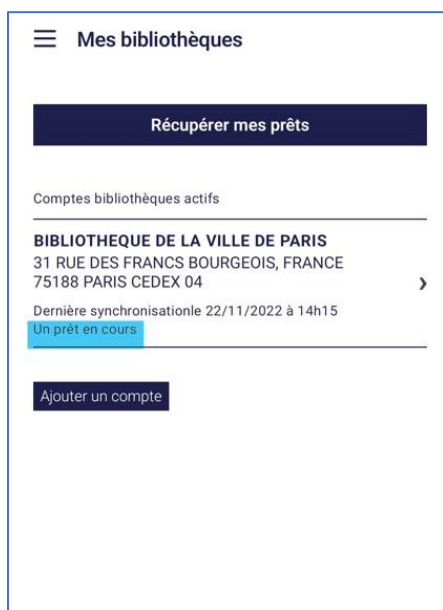 Mes bibliothèques
Récupérer mes prêts
Comptes bibliothèques actifs
BIBLIOTHEQUE DE LA VILLE DE PARIS
31 RUE DES FRANCS BOURGEOIS, FRANCE
75188 PARIS CEDEX 04
Dernière synchronisationle 22/11/2022 à 14h15
Un prêt en cours
Ajouter un compte